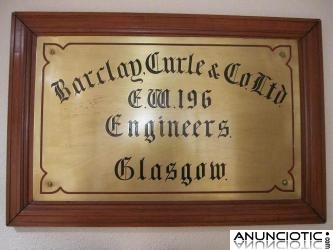 Barclay, Curle & Co. Ltd
E.W. 196
Engineers.
Glasgow.
ANUNCIOTIC